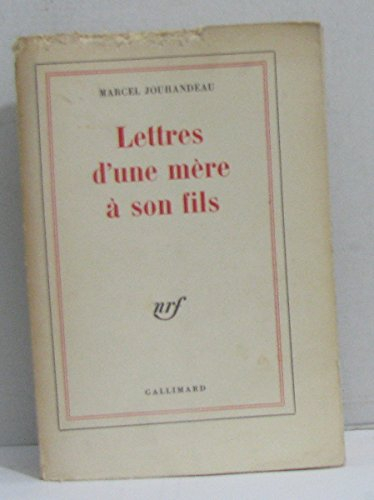 MARCEL JOUHANDEAU
Lettres
d'une mère
à son fils
nrf
GALLIMARD